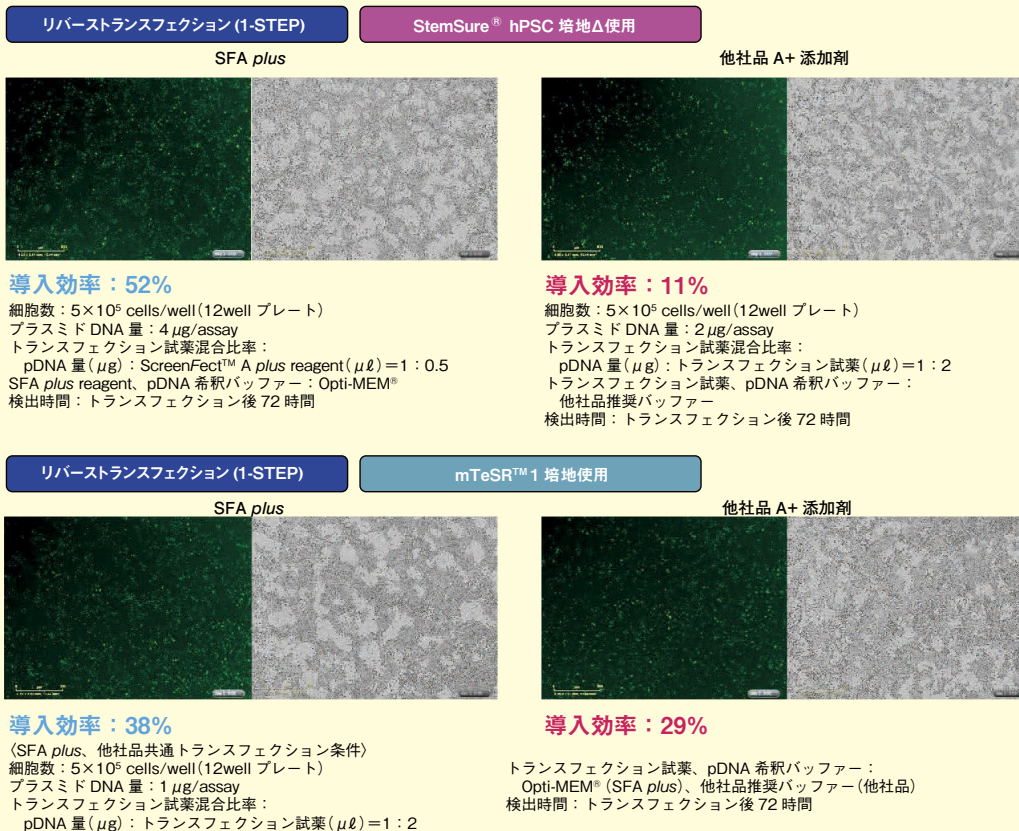 リバーストランスフェクション (1-STEP)
StemSure® hPSC 培地Δ使用
SFA plus
他社品 A+ 添加剤
導入効率：52%
細胞数：5×10⁵ cells/well(12well プレート)
プラスミド DNA 量：4 μg/assay
トランスフェクション試薬混合比率：
pDNA 量(μg)：ScreenFect™ A plus reagent(μℓ)＝1：0.5
SFA plus reagent、pDNA 希釈バッファー：Opti-MEM®
検出時間：トランスフェクション後 72 時間
導入効率：11%
細胞数：5×10⁵ cells/well(12well プレート)
プラスミド DNA 量：2 μg/assay
トランスフェクション試薬混合比率：
pDNA 量(μg)：トランスフェクション試薬(μℓ)＝1：2
トランスフェクション試薬、pDNA 希釈バッファー：
他社品推奨バッファー
検出時間：トランスフェクション後 72 時間
リバーストランスフェクション (1-STEP)
mTeSR™1 培地使用
SFA plus
他社品 A+ 添加剤
導入効率：38%
〈SFA plus、他社品共通トランスフェクション条件〉
細胞数：5×10⁵ cells/well(12well プレート)
プラスミド DNA 量：1 μg/assay
トランスフェクション試薬混合比率：
pDNA 量(μg)：トランスフェクション試薬(μℓ)＝1：2
導入効率：29%
トランスフェクション試薬、pDNA 希釈バッファー：
Opti-MEM® (SFA plus)、他社品推奨バッファー(他社品)
検出時間：トランスフェクション後 72 時間